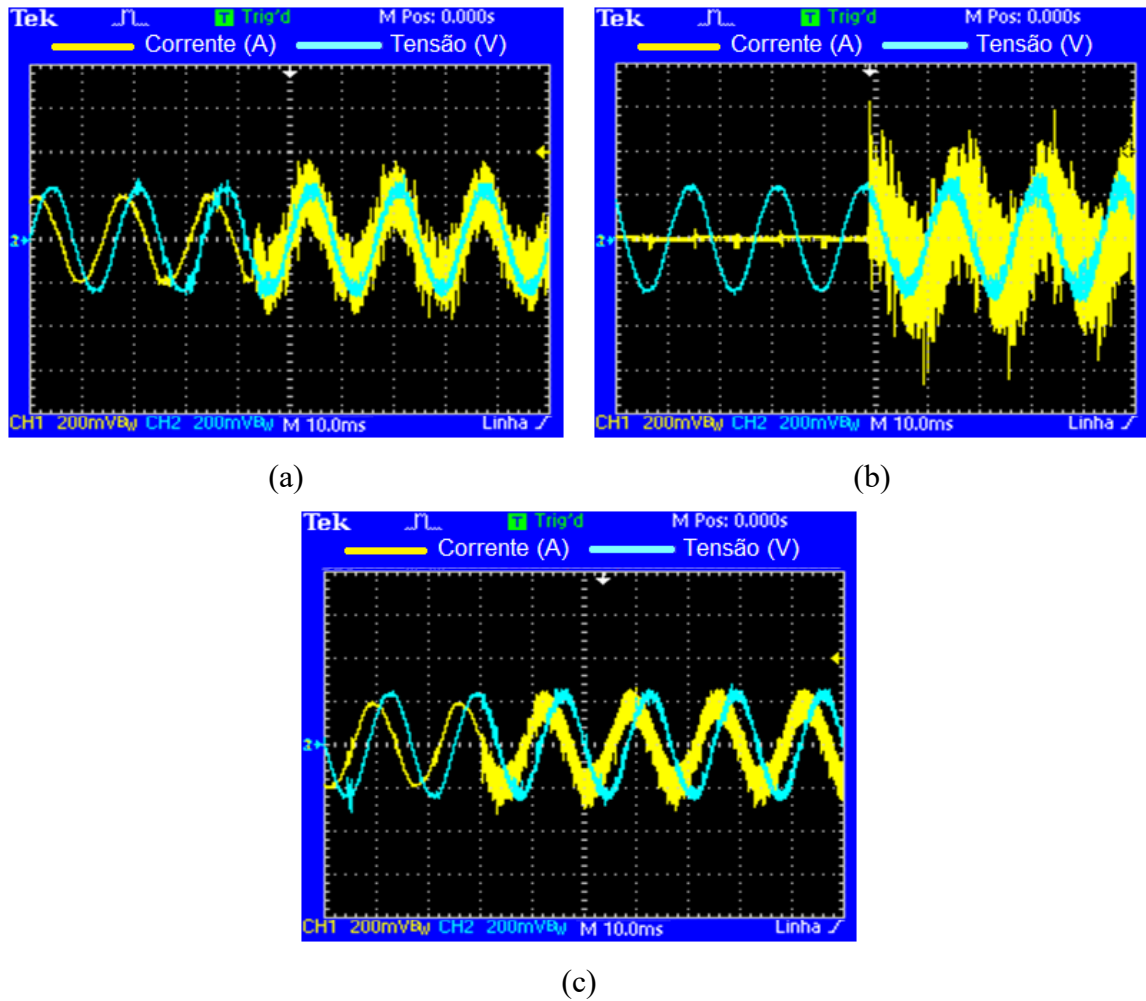 Tek Trig'd M Pos: 0.000s
Corrente (A) Tensão (V)
CH1 200mVBw CH2 200mVBw M 10.0ms Linha
(a)
Tek Trig'd M Pos: 0.000s
Corrente (A) Tensão (V)
CH1 200mVBw CH2 200mVBw M 10.0ms Linha
(b)
Tek Trig'd M Pos: 0.000s
Corrente (A) Tensão (V)
CH1 200mVBw CH2 200mVBw M 10.0ms Linha
(c)